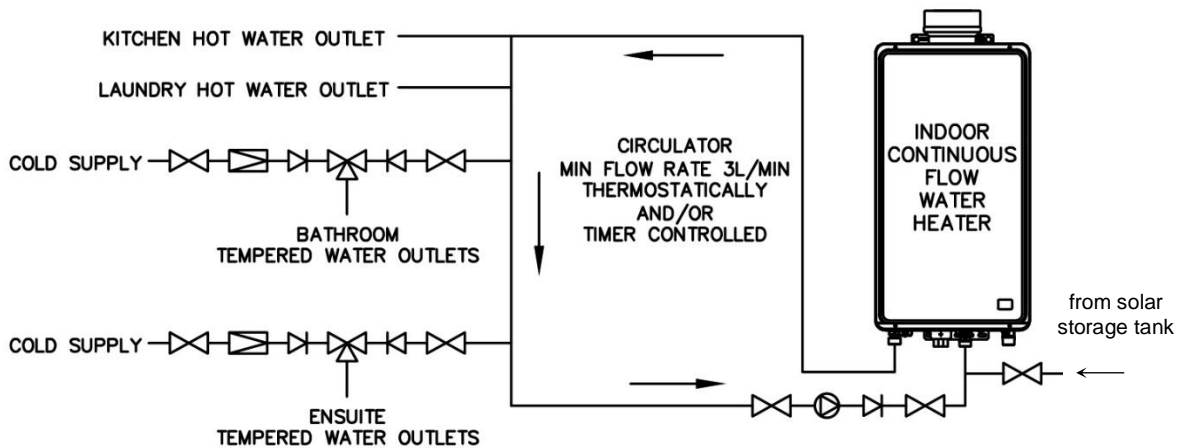 KITCHEN HOT WATER OUTLET
LAUNDRY HOT WATER OUTLET
COLD SUPPLY
BATHROOM
TEMPERED WATER OUTLETS
COLD SUPPLY
ENSUITE
TEMPERED WATER OUTLETS
CIRCULATOR
MIN FLOW RATE 3L/MIN
THERMOSTATICALLY
AND/OR
TIMER CONTROLLED
INDOOR
CONTINUOUS
FLOW
WATER
HEATER
from solar
storage tank